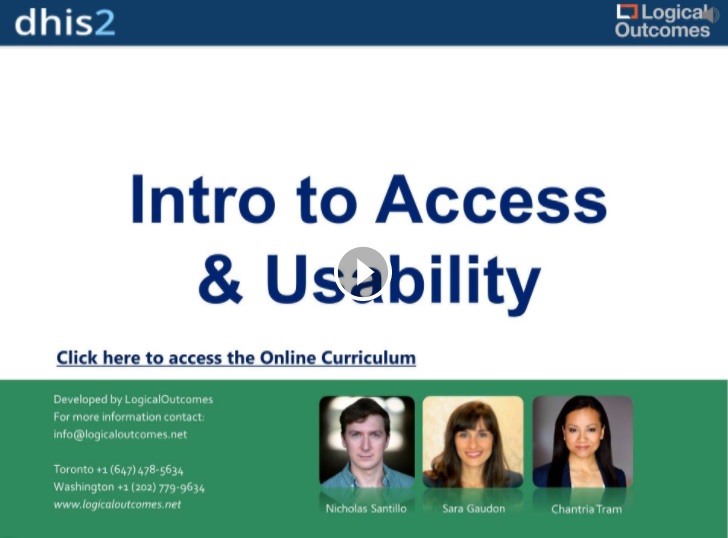 dhis2
Logical
Outcomes
Intro to Access
& Usability
Click here to access the Online Curriculum
Developed by LogicalOutcomes
For more information contact:
info@logicaloutcomes.net
Toronto +1 (647) 478-5634
Washington +1 (202) 779-9634
www.logicaloutcomes.net
Nicholas Santillo
Sara Gaudon
Chantria Tram